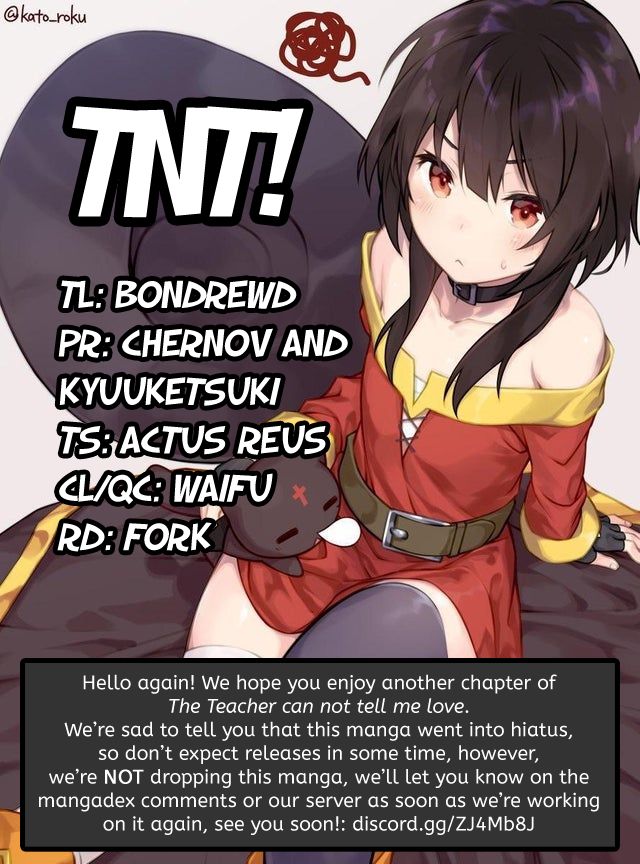 @kato_roku
TNT!
TL: BONDREWD
PR: CHERNOV AND
KYUUKETSUKI
TS: ACTUS REUS
CL/QC: WAIFU
RD: FORK
Hello again! We hope you enjoy another chapter of
The Teacher can not tell me love.
We're sad to tell you that this manga went into hiatus,
so don't expect releases in some time, however,
we're NOT dropping this manga, we'll let you know on the
mangadex comments or our server as soon as we're working
on it again, see you soon!: discord.gg/ZJ4Mb8J